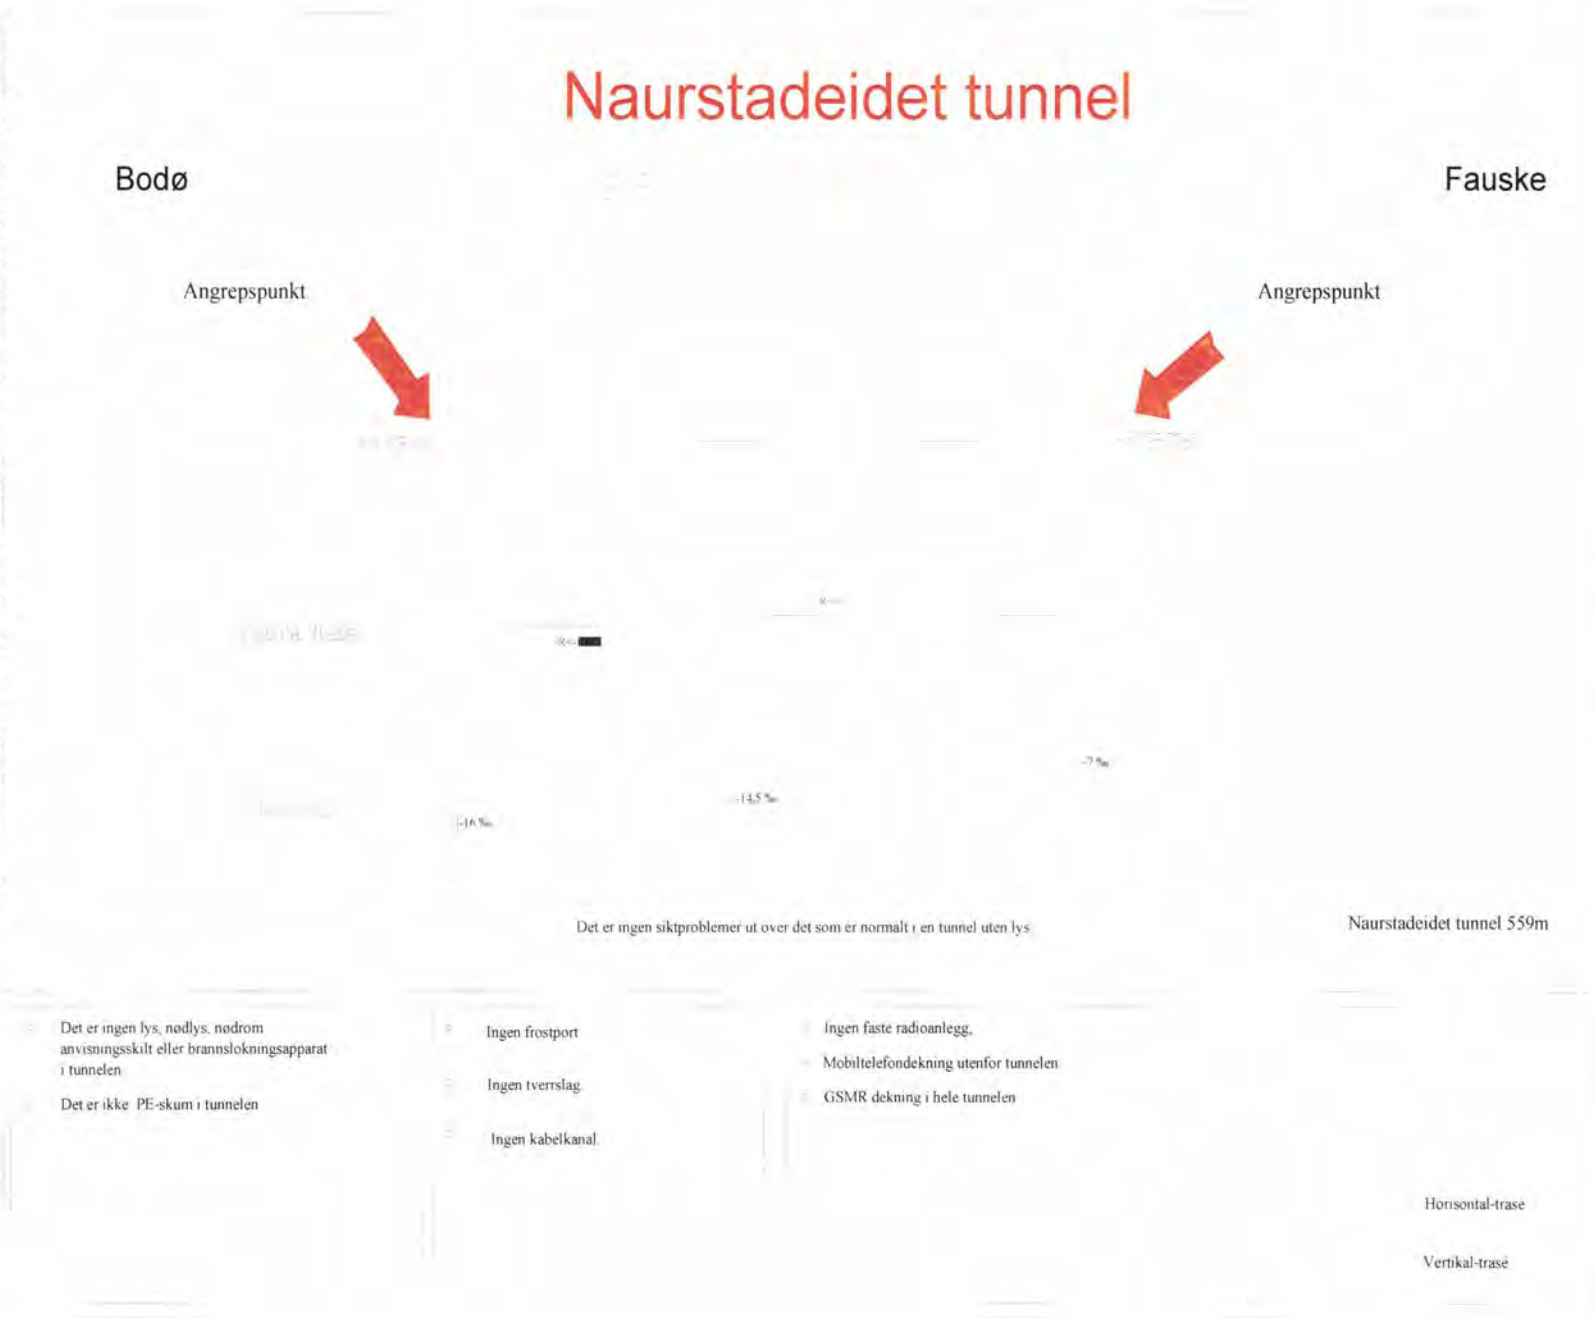 Naurstadeidet tunnel
Bodø
Fauske
Angrepspunkt
Angrepspunkt
-7 ‰
-14,5 ‰
-16 ‰
Det er ingen siktproblemer ut over det som er normalt i en tunnel uten lys
Naurstadeidet tunnel 559m
Det er ingen lys, nødlys, nødrom
anvisningsskilt eller brannslokningsapparat
i tunnelen
Det er ikke PE-skum i tunnelen
Ingen frostport
Ingen tverrslag.
Ingen kabelkanal.
Ingen faste radioanlegg,
Mobiltelefondekning utenfor tunnelen
GSMR dekning i hele tunnelen
Horisontal-trase
Vertikal-trasé